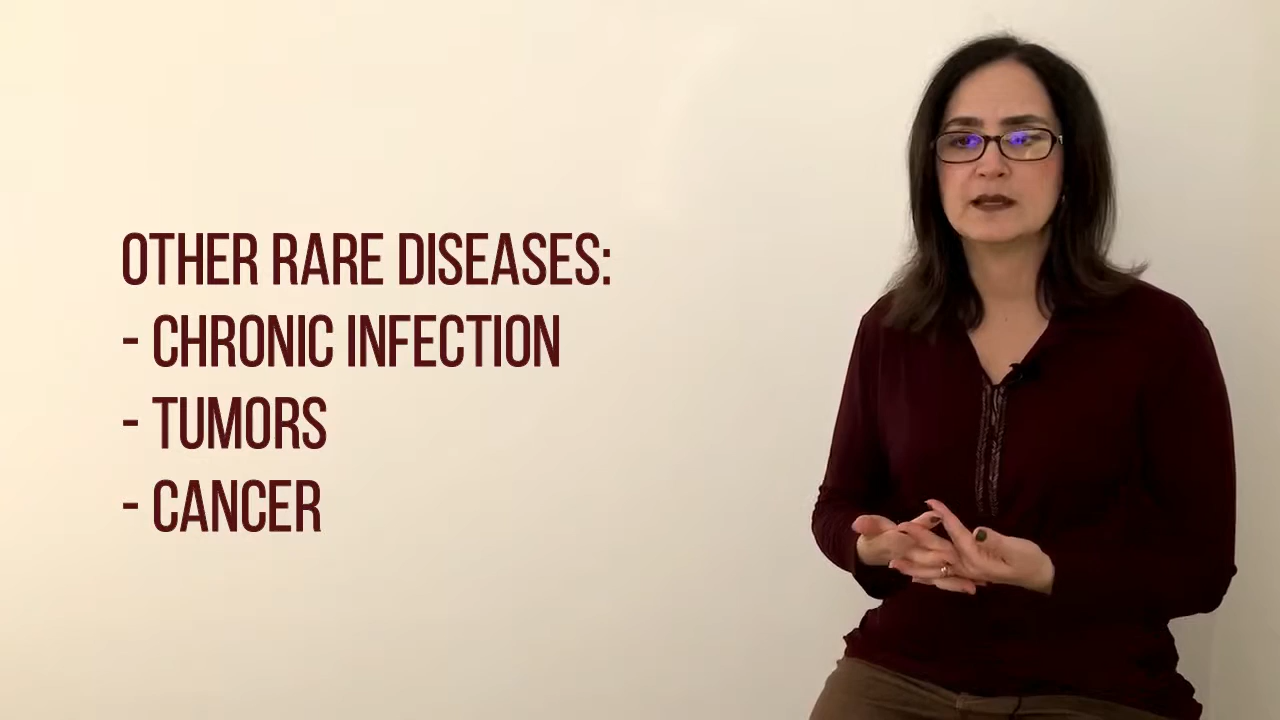 OTHER RARE DISEASES:
- CHRONIC INFECTION
- TUMORS
- CANCER